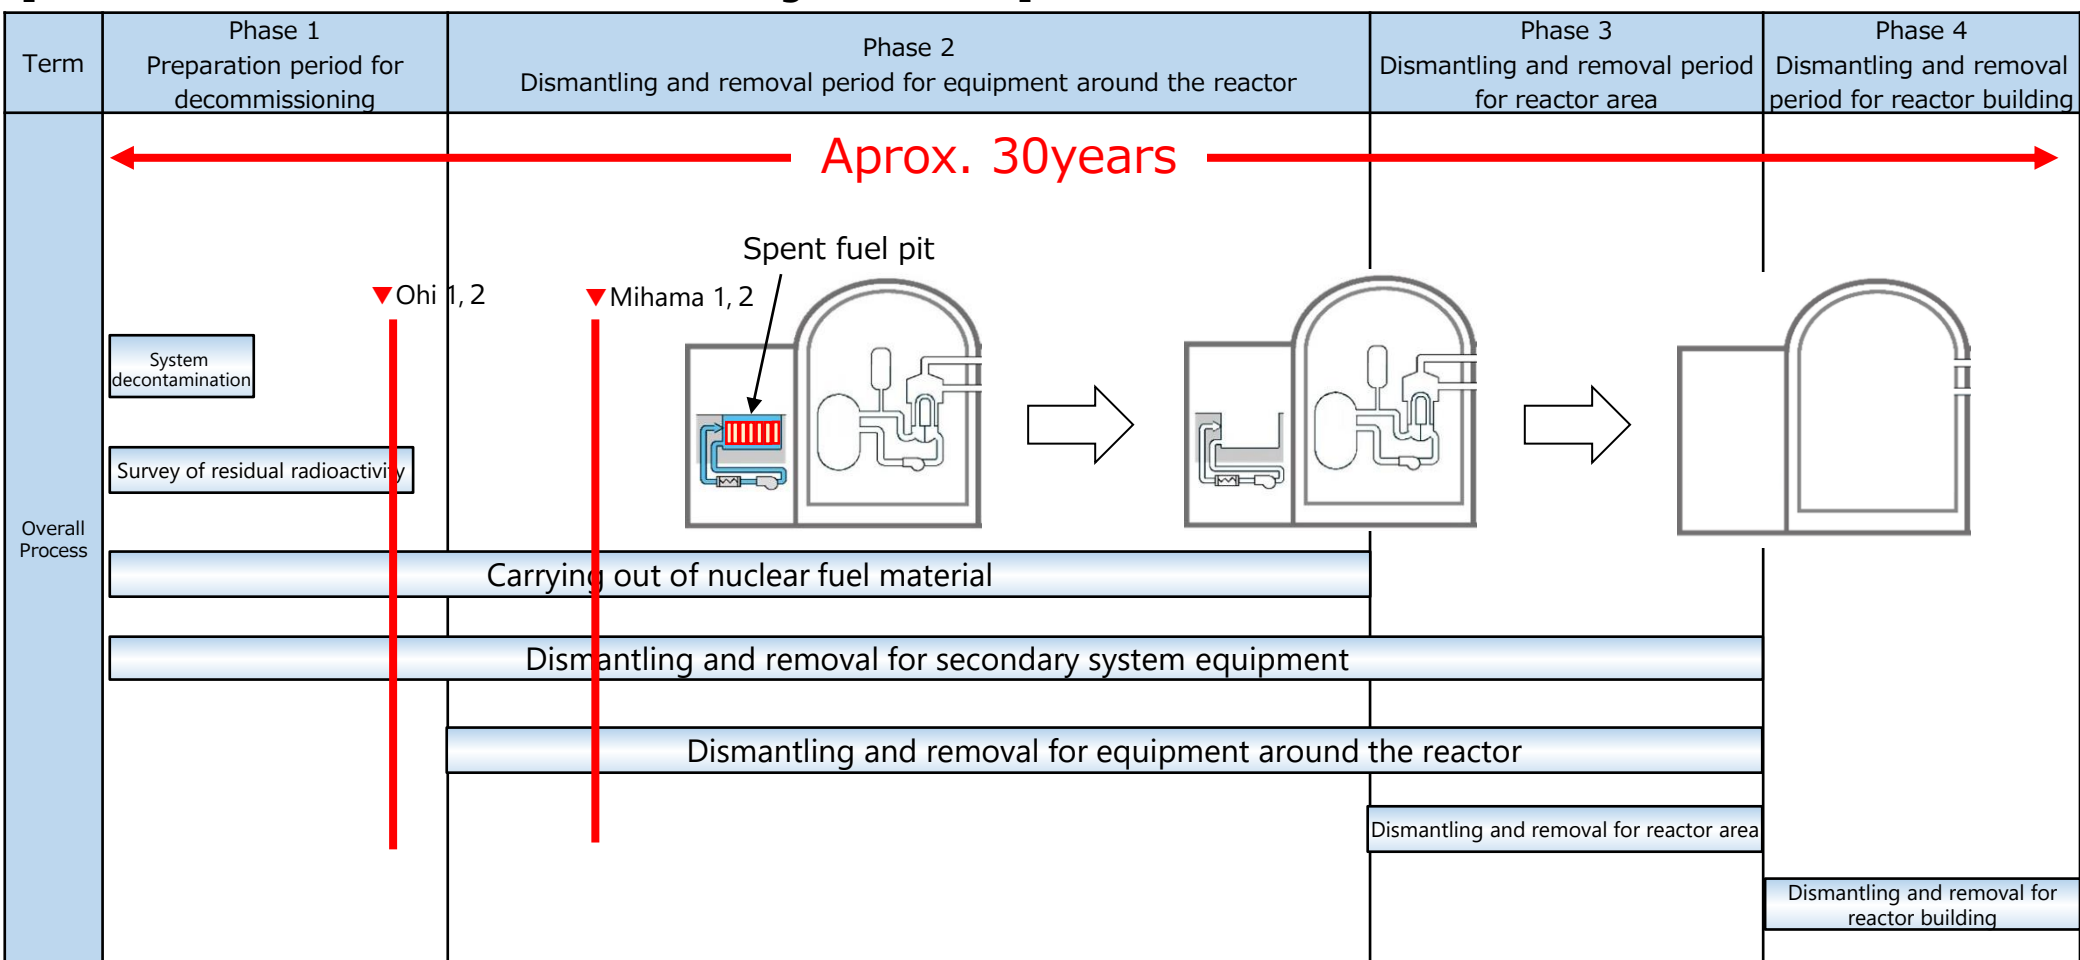 Term
Phase 1
Preparation period for
decommissioning
Phase 2
Dismantling and removal period for equipment around the reactor
Phase 3
Dismantling and removal period
for reactor area
Phase 4
Dismantling and removal
period for reactor building
Aprox. 30years
Spent fuel pit
▼Ohi 1, 2
▼Mihama 1, 2
System
decontamination
Survey of residual radioactivity
Overall
Process
Carrying out of nuclear fuel material
Dismantling and removal for secondary system equipment
Dismantling and removal for equipment around the reactor
Dismantling and removal for reactor area
Dismantling and removal for
reactor building